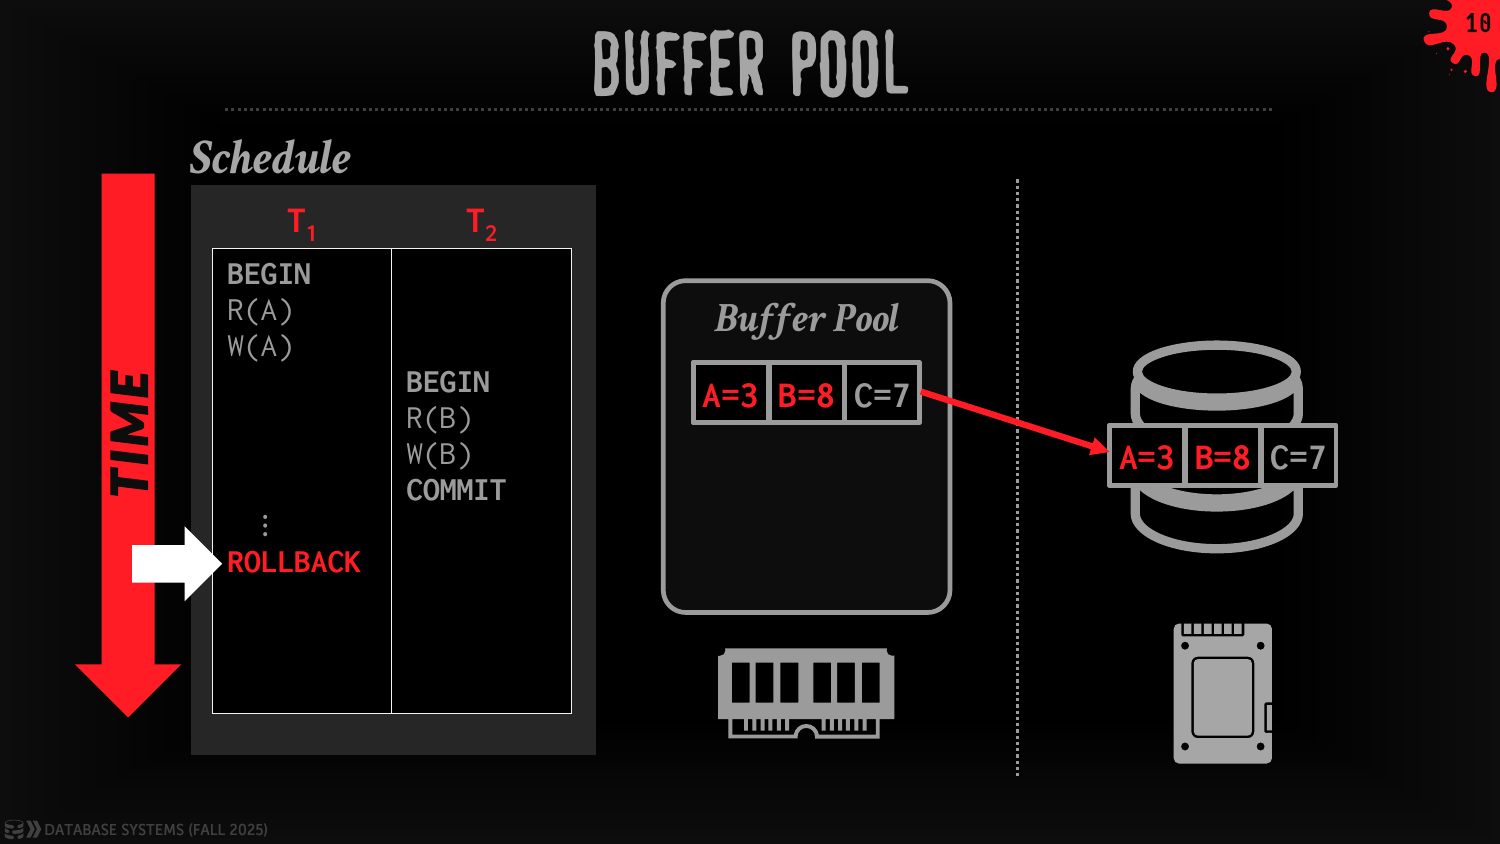 10
BUFFER POOL
Schedule
TIME
T1 T2
BEGIN
R(A)
W(A)
BEGIN
R(B)
W(B)
COMMIT
⋮
ROLLBACK
Buffer Pool
A=3 B=8 C=7
A=3 B=8 C=7
DATABASE SYSTEMS (FALL 2025)